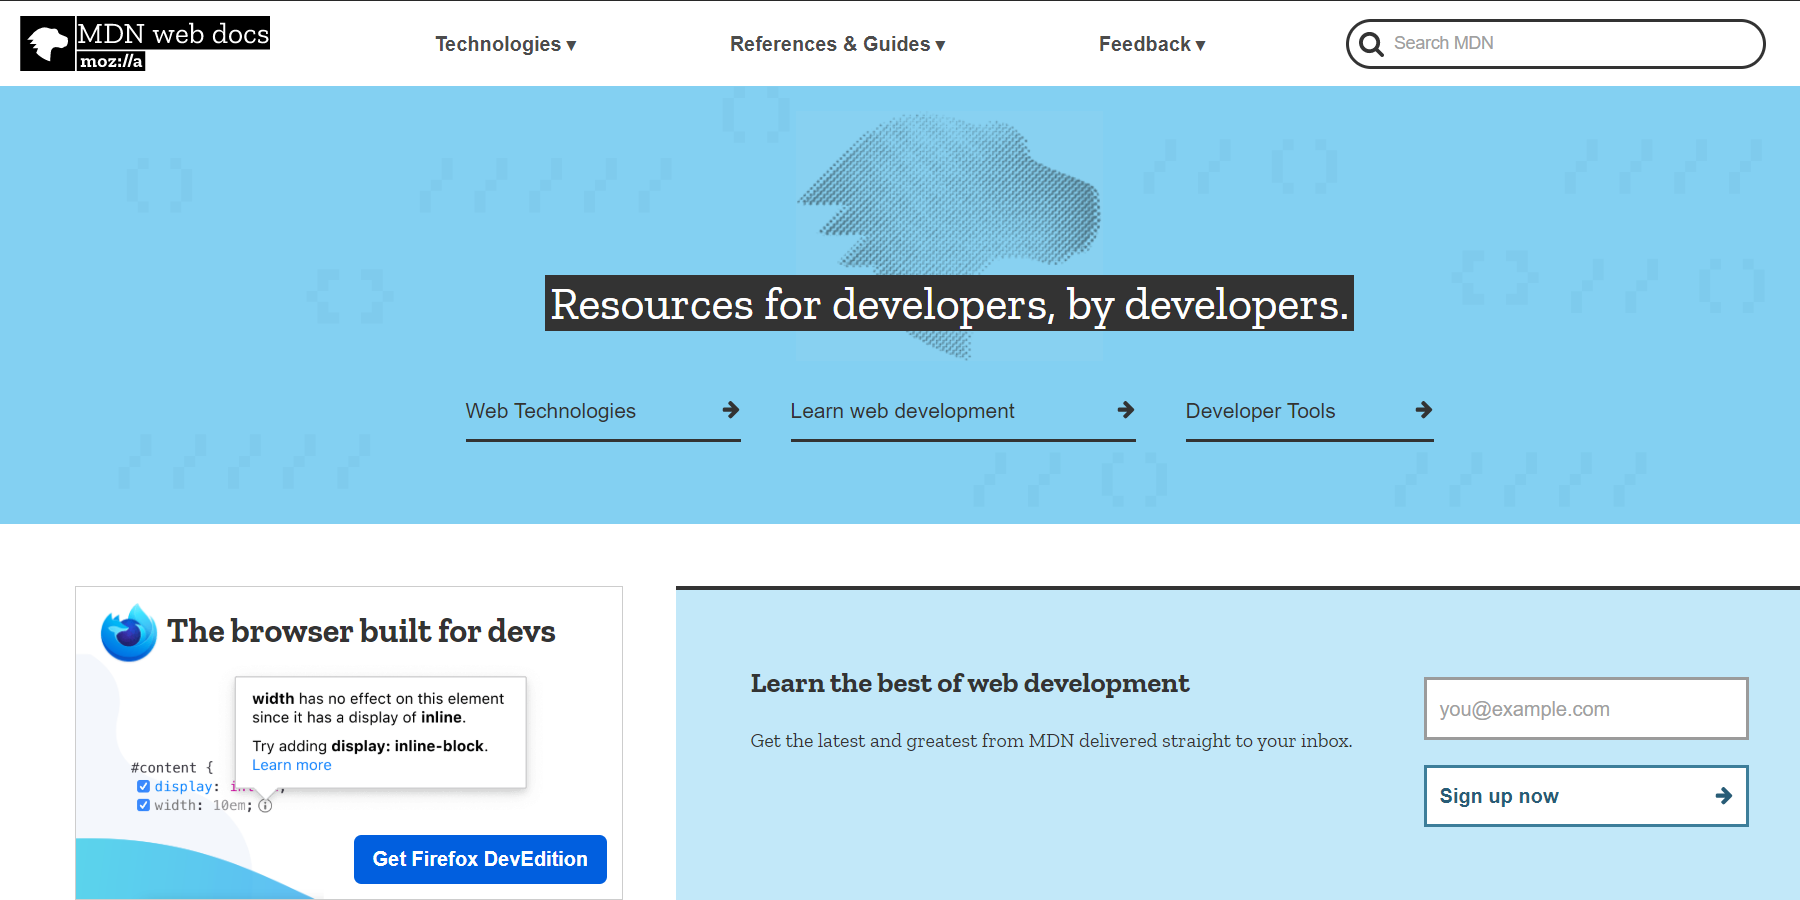 MDN web docs
moz://a
Technologies ▾
References & Guides ▾
Feedback ▾
Search MDN
Resources for developers, by developers.
Web Technologies
Learn web development
Developer Tools
The browser built for devs
width has no effect on this element
since it has a display of inline.
Try adding display: inline-block.
Learn more
#content {
display:
width: 10em;
Get Firefox DevEdition
Learn the best of web development
Get the latest and greatest from MDN delivered straight to your inbox.
you@example.com
Sign up now